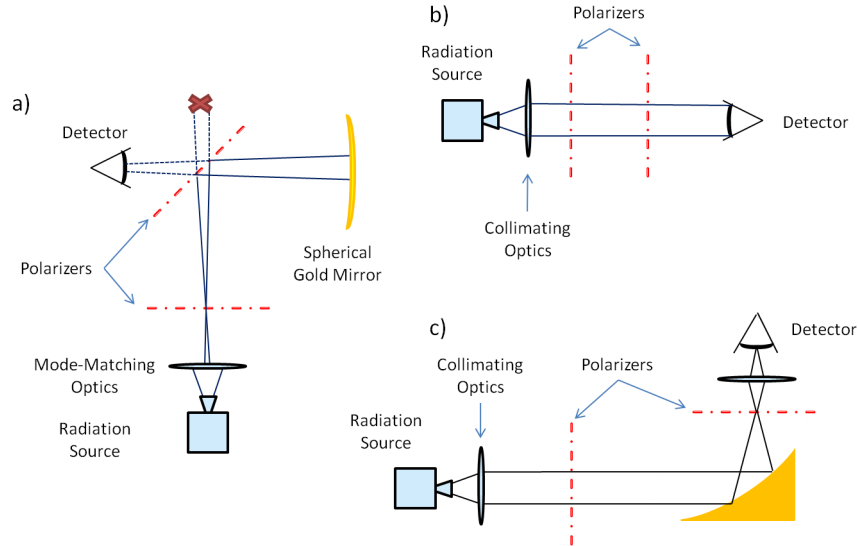 a)
Detector
Polarizers
Spherical
Gold Mirror
Mode-Matching
Optics
Radiation
Source
b)
Polarizers
Radiation
Source
Detector
Collimating
Optics
c)
Detector
Collimating
Optics
Polarizers
Radiation
Source